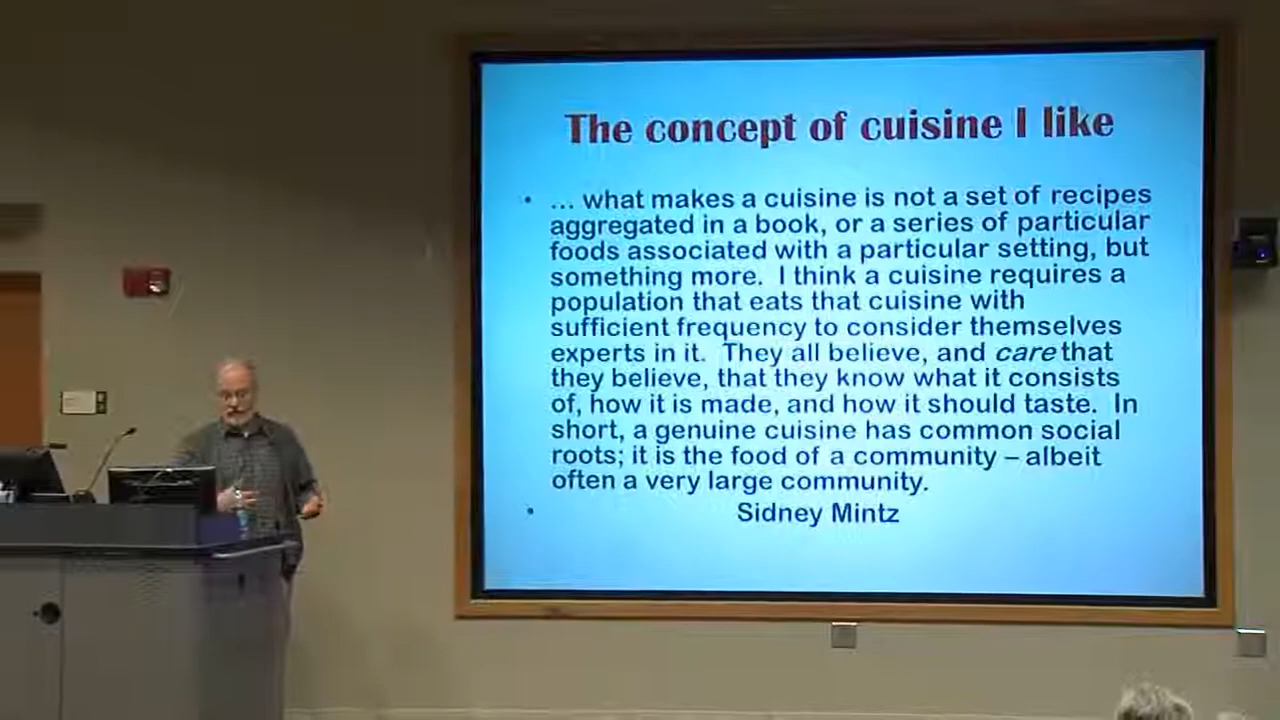 The concept of cuisine I like
• ... what makes a cuisine is not a set of recipes
aggregated in a book, or a series of particular
foods associated with a particular setting, but
something more. I think a cuisine requires a
population that eats that cuisine with
sufficient frequency to consider themselves
experts in it. They all believe, and care that
they believe, that they know what it consists
of, how it is made, and how it should taste. In
short, a genuine cuisine has common social
roots; it is the food of a community – albeit
often a very large community.
• Sidney Mintz